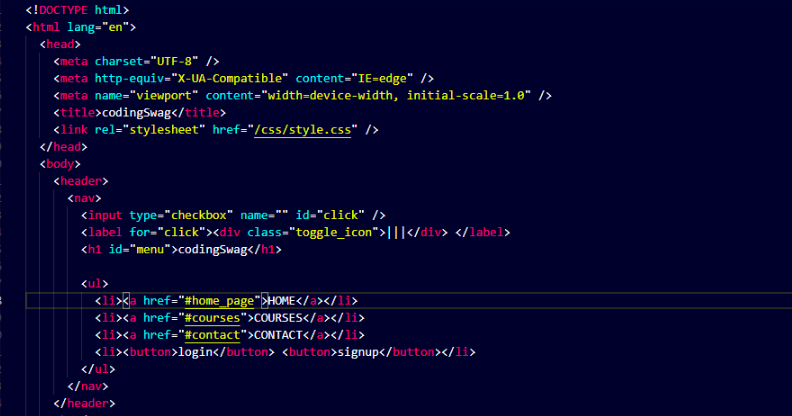 <!DOCTYPE html>
<html lang="en">
<head>
<meta charset="UTF-8" />
<meta http-equiv="X-UA-Compatible" content="IE=edge" />
<meta name="viewport" content="width=device-width, initial-scale=1.0" />
<title>codingSwag</title>
<link rel="stylesheet" href="/css/style.css" />
</head>
<body>
<header>
<nav>
<input type="checkbox" name="" id="click" />
<label for="click"><div class="toggle_icon">|||</div> </label>
<h1 id="menu">codingSwag</h1>
<ul>
<li><a href="#home_page">HOME</a></li>
<li><a href="#courses">COURSES</a></li>
<li><a href="#contact">CONTACT</a></li>
<li><button>login</button> <button>signup</button></li>
</ul>
</nav>
</header>